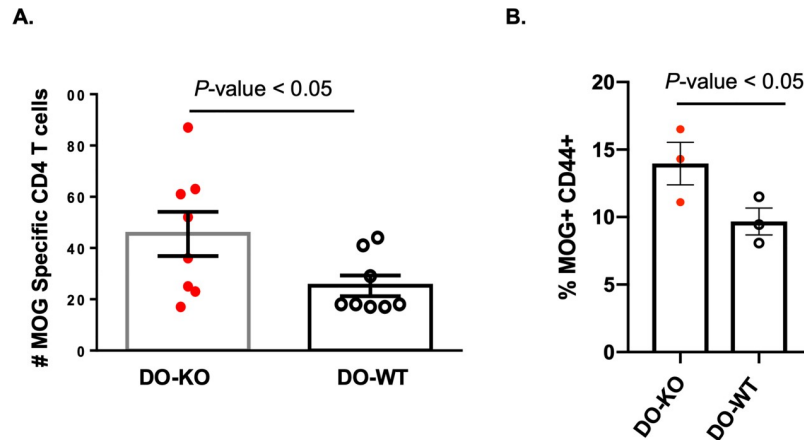 A.
B.
# MOG Specific CD4 T cells
00
80
60
40
20
0
P-value < 0.05
DO-KO
DO-WT
% MOG+ CD44+
20
15
10
5
0
P-value < 0.05
DO-KO
DO-WT